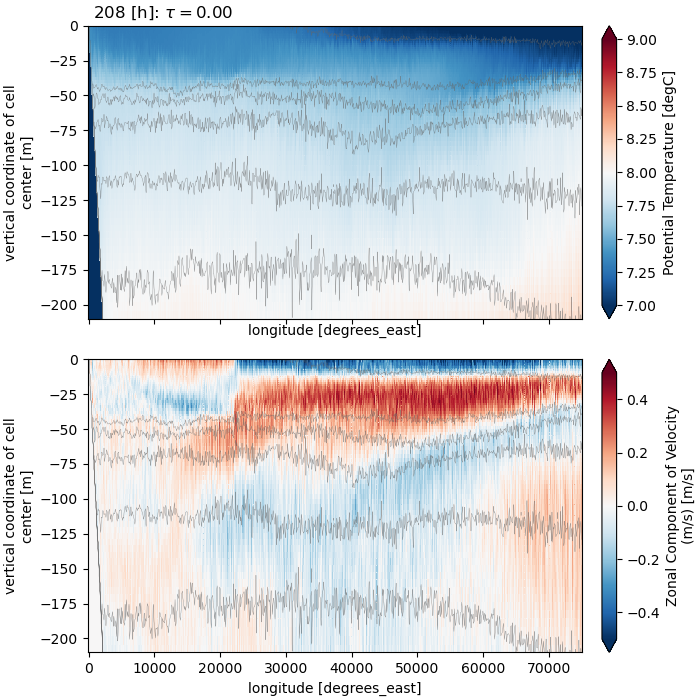 208 [h]: τ = 0.00
0
−25
−50
−75
−100
−125
−150
−175
−200
vertical coordinate of cell
center [m]
longitude [degrees_east]
9.00
8.75
8.50
8.25
8.00
7.75
7.50
7.25
7.00
Potential Temperature [degC]
0
−25
−50
−75
−100
−125
−150
−175
−200
vertical coordinate of cell
center [m]
0 10000 20000 30000 40000 50000 60000 70000
longitude [degrees_east]
0.4
0.2
0.0
−0.2
−0.4
Zonal Component of Velocity
(m/s) [m/s]